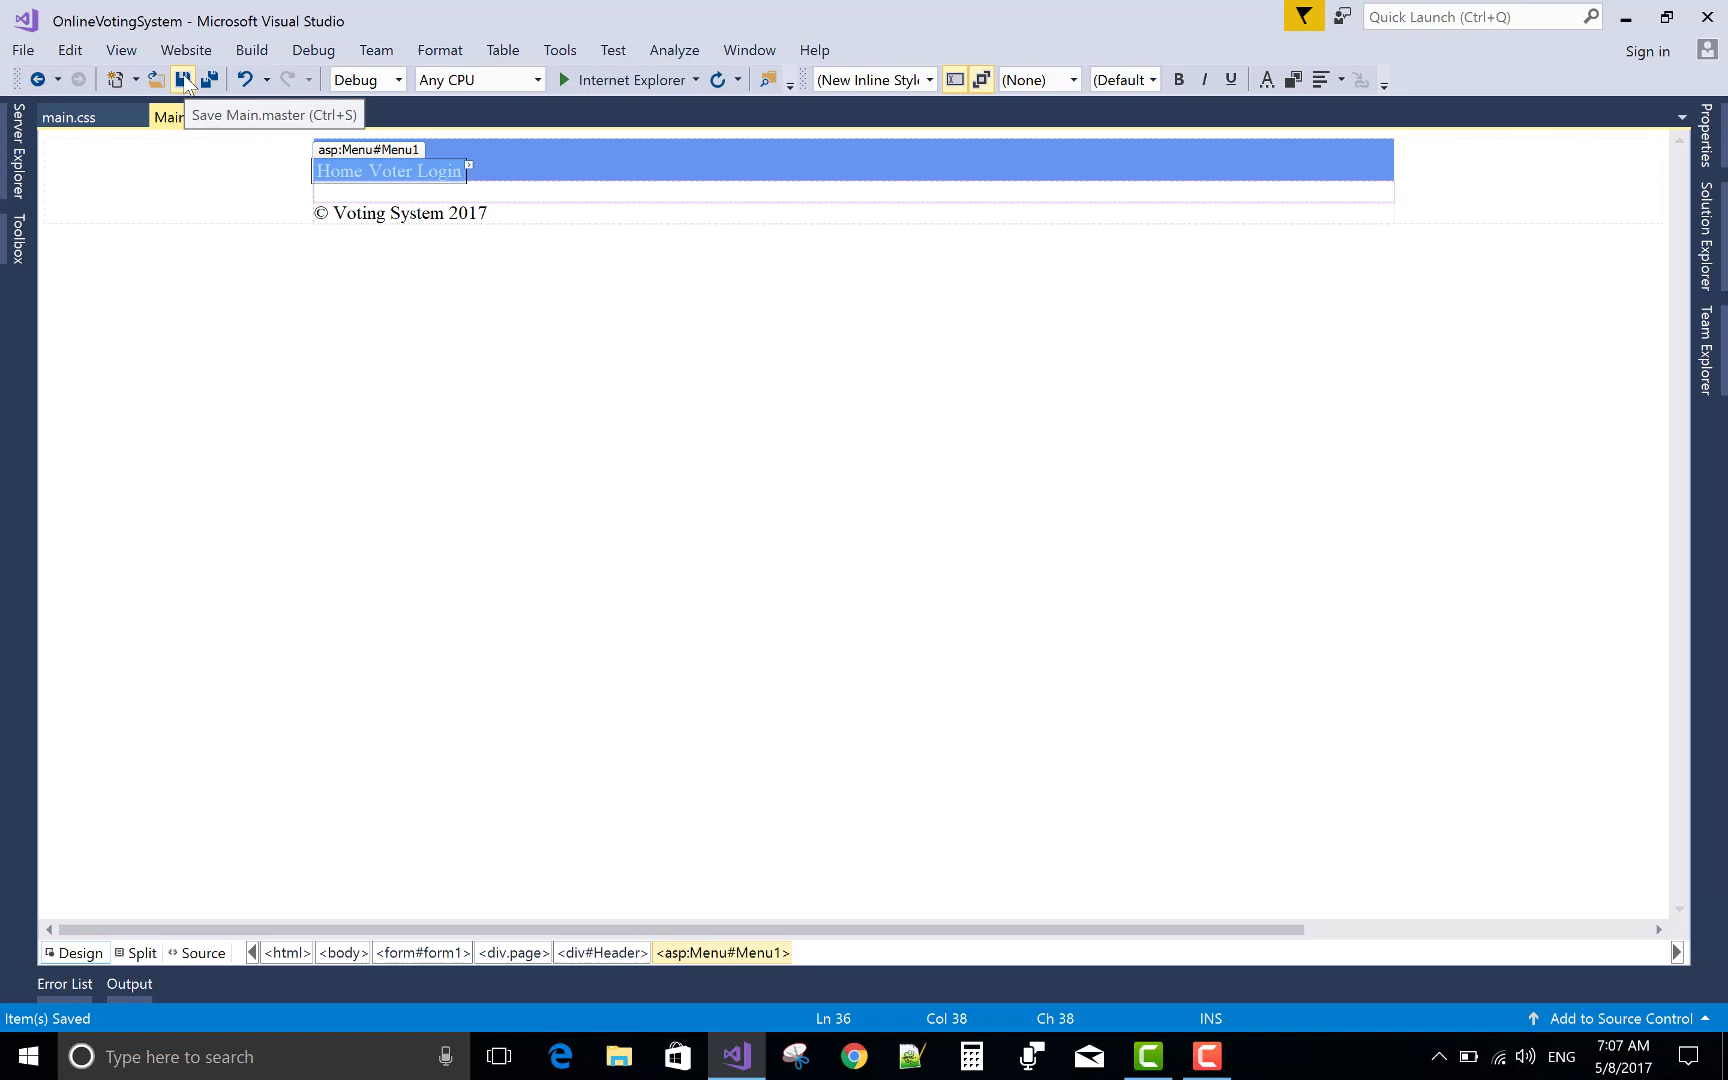 OnlineVotingSystem - Microsoft Visual Studio
Quick Launch (Ctrl+Q)
File Edit View Website Build Debug Team Format Table Tools Test Analyze Window Help
Sign in
Debug Any CPU Internet Explorer (New Inline Style (None) (Default B I U A
main.css Main
Save Main.master (Ctrl+S)
Server Explorer
Toolbox
Properties
Solution Explorer
Team Explorer
asp:Menu#Menu1
Home Voter Login
© Voting System 2017
Design Split Source <html> <body> <form#form1> <div.page> <div#Header> <asp:Menu#Menu1>
Error List Output
Item(s) Saved Ln 36 Col 38 Ch 38 INS Add to Source Control
Type here to search ENG 7:07 AM
5/8/2017